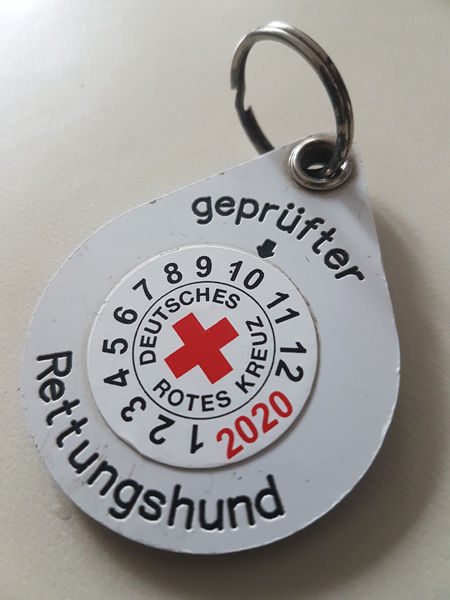 geprüfter
1 2 3 4 5 6 7 8 9 10 11 12
2020
DEUTSCHES
ROTES KREUZ
Rettungshund